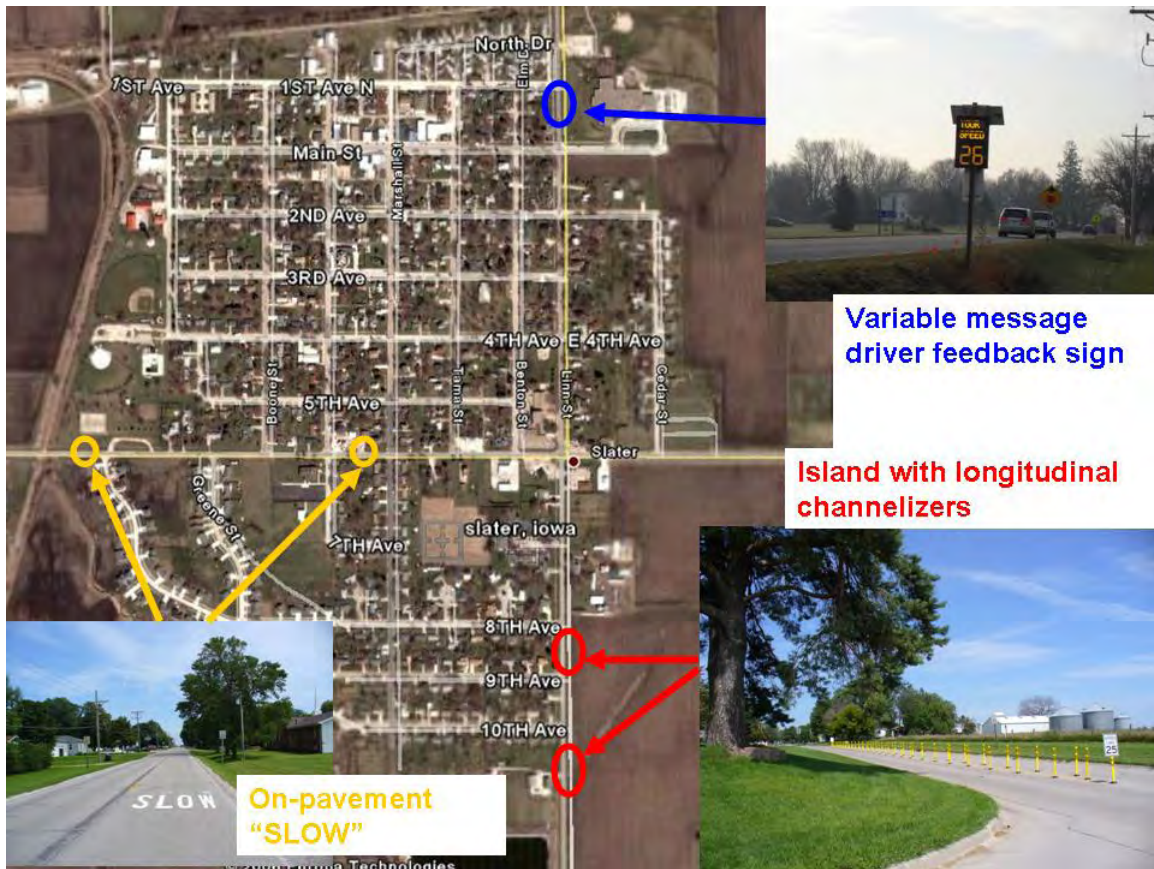 North Dr
Elm D
1ST Ave
1ST Ave N
Main St
Marshall St
2ND Ave
3RD Ave
4TH Ave E 4TH Ave
Boone St
Tama St
Benton St
Linn St
Cedar St
5TH Ave
Slater
Greene St
slater, iowa
7TH Ave
8TH Ave
9TH Ave
10TH Ave
YOUR
SPEED
26
Variable message
driver feedback sign
Island with longitudinal
channelizers
25
SLOW
On-pavement
“SLOW”
Technologies